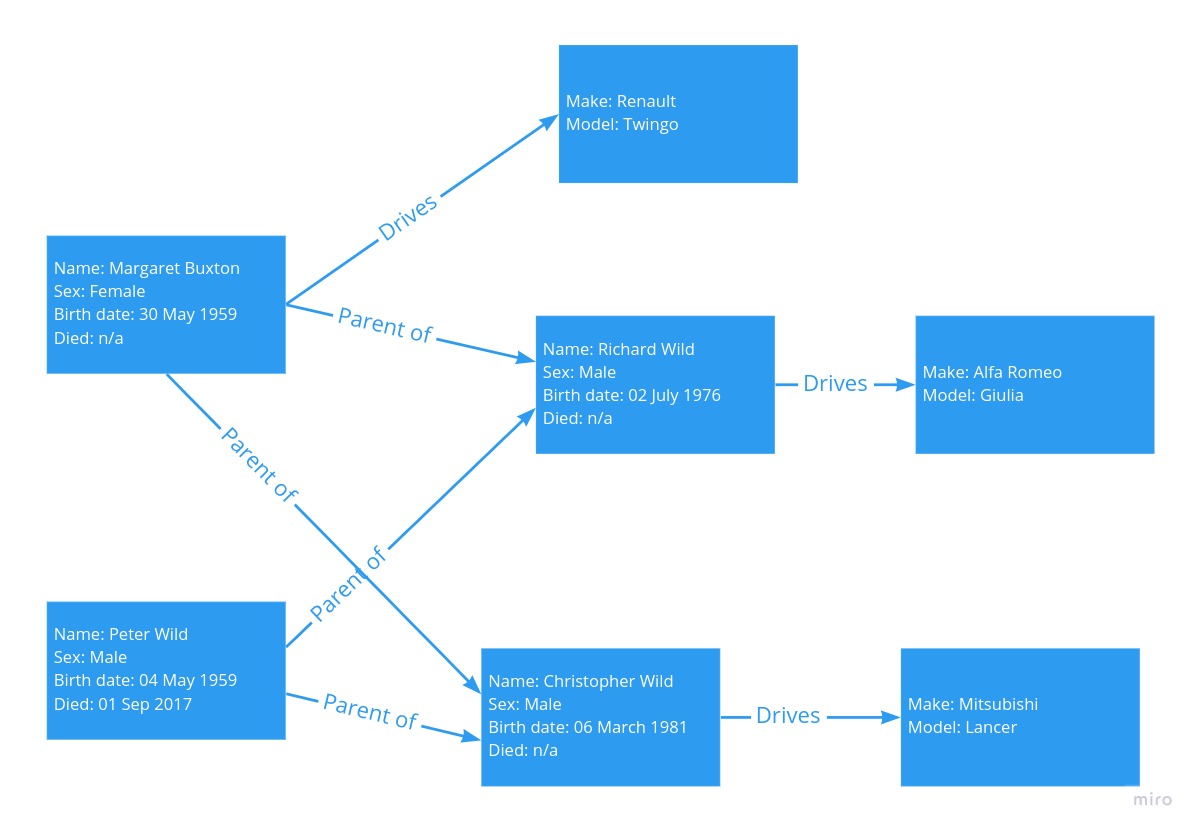 Make: Renault
Model: Twingo
Drives
Name: Margaret Buxton
Sex: Female
Birth date: 30 May 1959
Died: n/a
Parent of
Name: Richard Wild
Sex: Male
Birth date: 02 July 1976
Died: n/a
Drives
Make: Alfa Romeo
Model: Giulia
Parent of
Parent of
Name: Peter Wild
Sex: Male
Birth date: 04 May 1959
Died: 01 Sep 2017
Parent of
Name: Christopher Wild
Sex: Male
Birth date: 06 March 1981
Died: n/a
Drives
Make: Mitsubishi
Model: Lancer
miro